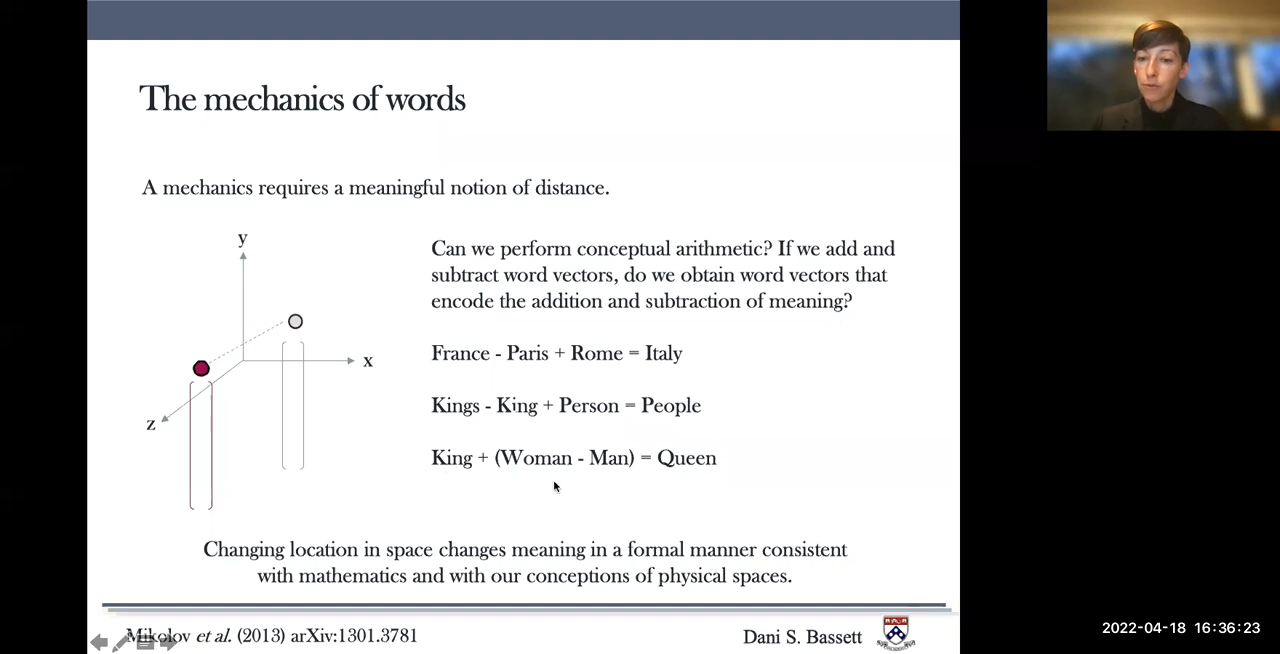 The mechanics of words
A mechanics requires a meaningful notion of distance.
y
x
z
Can we perform conceptual arithmetic? If we add and
subtract word vectors, do we obtain word vectors that
encode the addition and subtraction of meaning?
France - Paris + Rome = Italy
Kings - King + Person = People
King + (Woman - Man) = Queen
Changing location in space changes meaning in a formal manner consistent
with mathematics and with our conceptions of physical spaces.
Mikolov et al. (2013) arXiv:1301.3781
Dani S. Bassett
2022-04-18 16:36:23